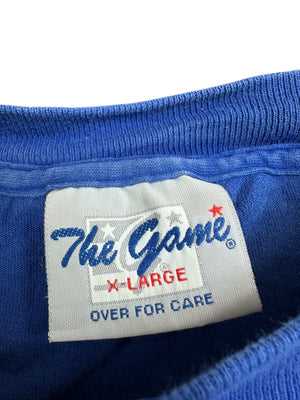 The Game®
X-LARGE
OVER FOR CARE